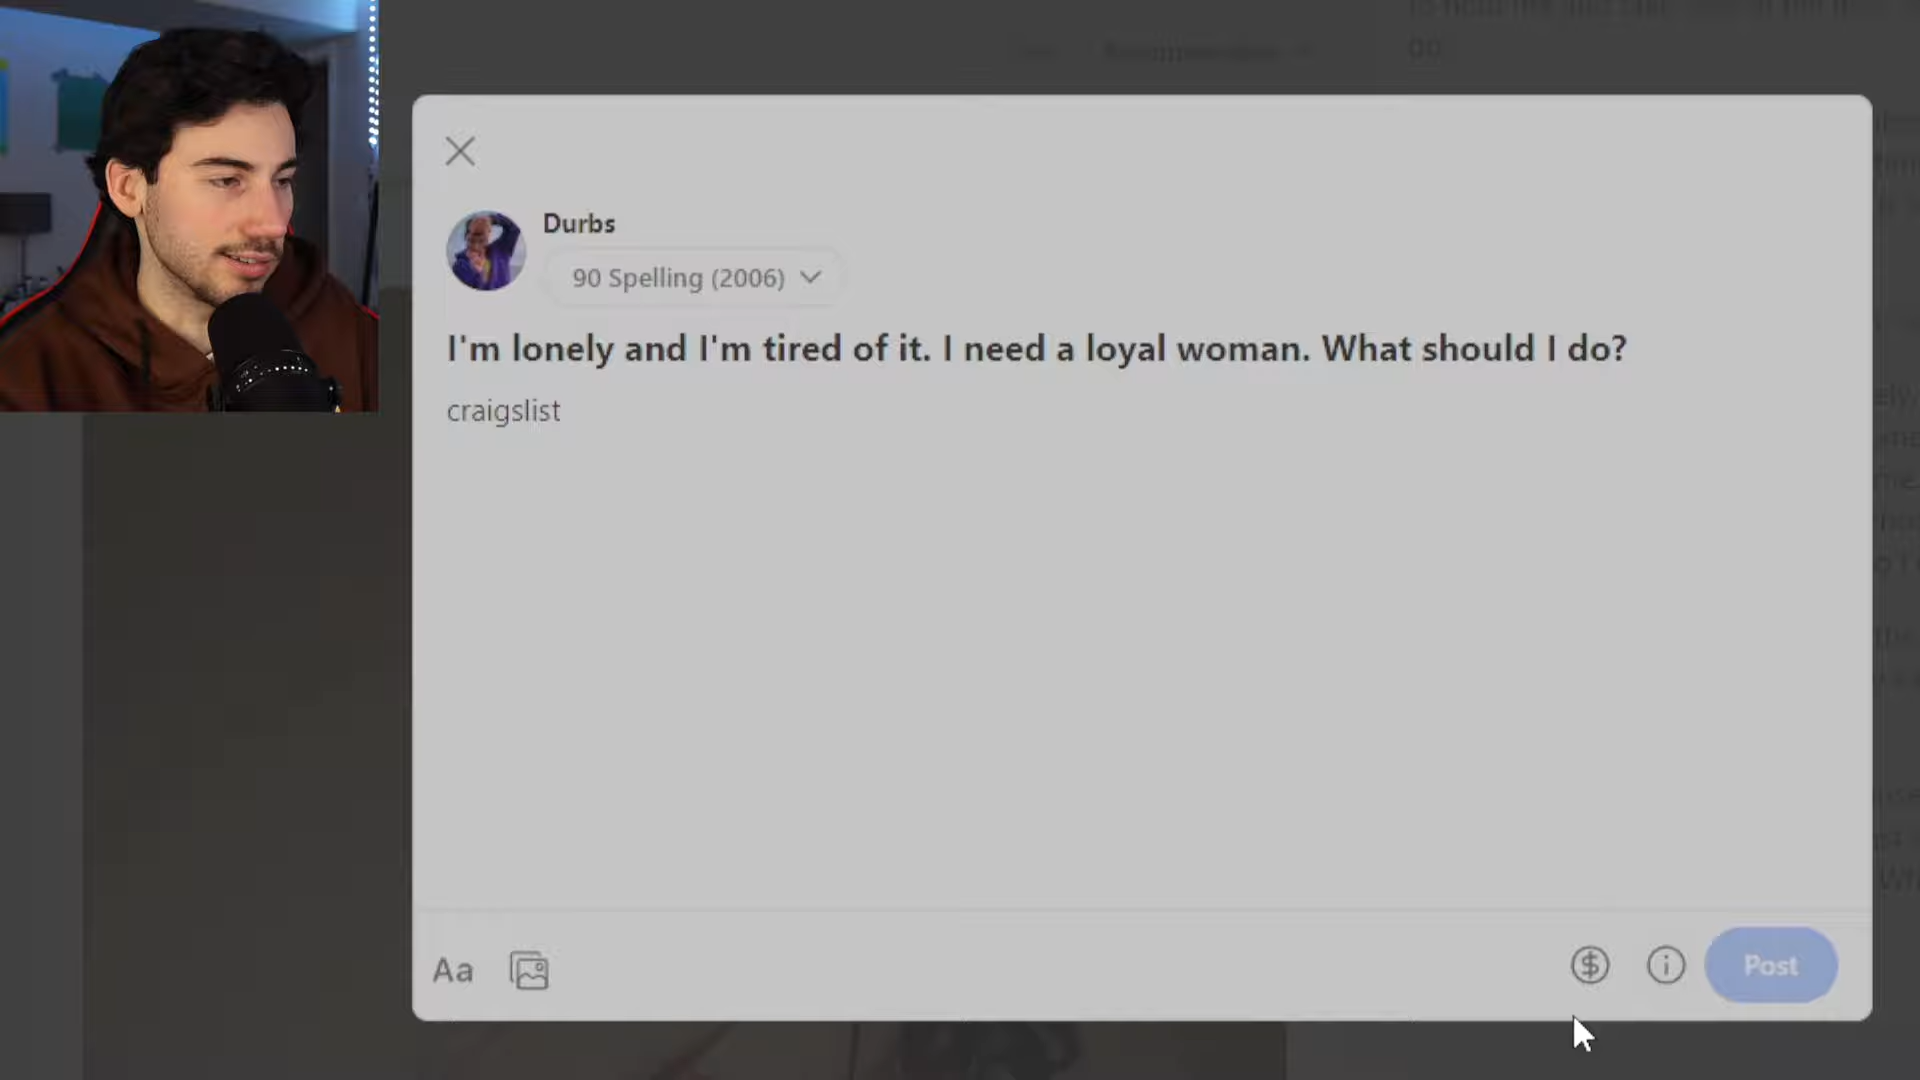 Durbs
90 Spelling (2006)
I'm lonely and I'm tired of it. I need a loyal woman. What should I do?
craigslist
Aa
Post